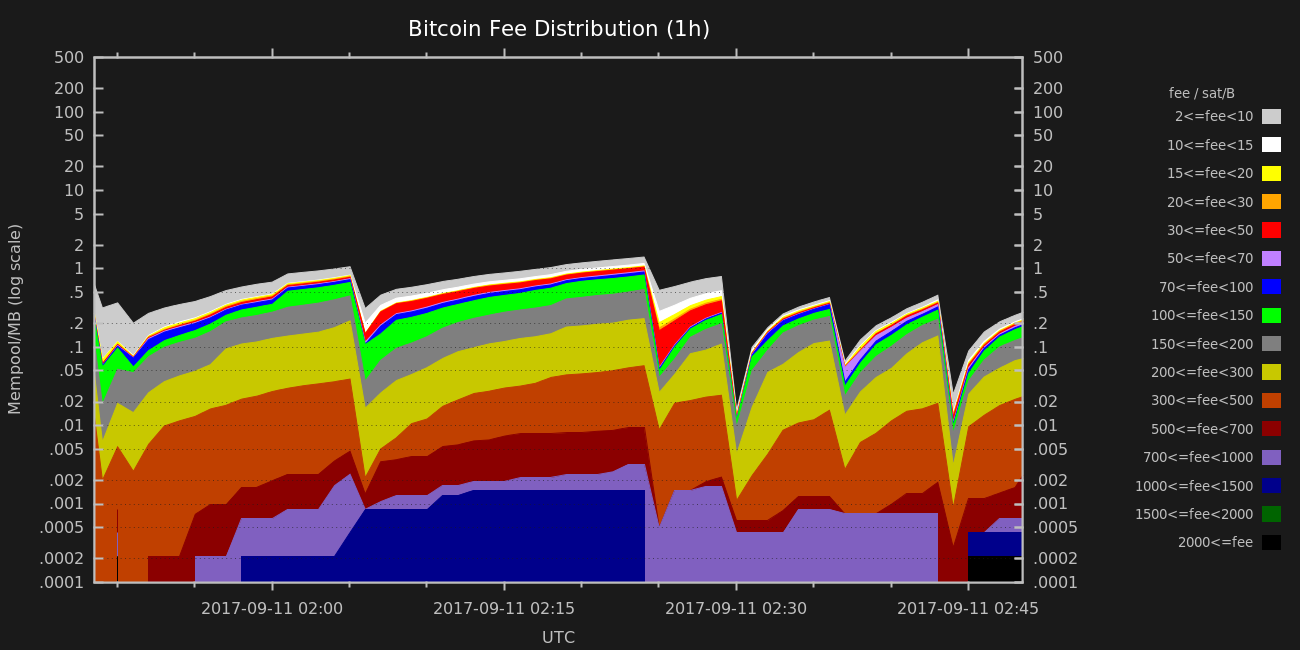 Bitcoin Fee Distribution (1h)
500
200
100
50
20
10
5
2
1
.5
.2
.1
.05
.02
.01
.005
.002
.001
.0005
.0002
.0001
Mempool/MB (log scale)
500
200
100
50
20
10
5
2
1
.5
.2
.1
.05
.02
.01
.005
.002
.001
.0005
.0002
.0001
2017-09-11 02:00
2017-09-11 02:15
2017-09-11 02:30
2017-09-11 02:45
UTC
fee / sat/B
2<=fee<10
10<=fee<15
15<=fee<20
20<=fee<30
30<=fee<50
50<=fee<70
70<=fee<100
100<=fee<150
150<=fee<200
200<=fee<300
300<=fee<500
500<=fee<700
700<=fee<1000
1000<=fee<1500
1500<=fee<2000
2000<=fee